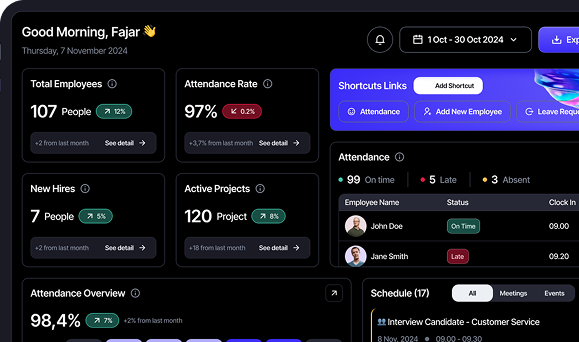 Good Morning, Fajar 👋
Thursday, 7 November 2024
1 Oct - 30 Oct 2024
Exp
Total Employees
107 People
12%
+2 from last month
See detail
Attendance Rate
97%
0.2%
+3,7% from last month
See detail
Shortcuts Links
Add Shortcut
Attendance
Add New Employee
Leave Reque
New Hires
7 People
5%
+2 from last month
See detail
Active Projects
120 Project
8%
+18 from last month
See detail
Attendance
99 On time
5 Late
3 Absent
Employee Name Status Clock In
John Doe On Time 09.00
Jane Smith Late 09.20
Attendance Overview
98,4%
7%
+2% from last month
Schedule (17)
All Meetings Events
Interview Candidate - Customer Service
8 Nov, 2024 09.00 - 09.30